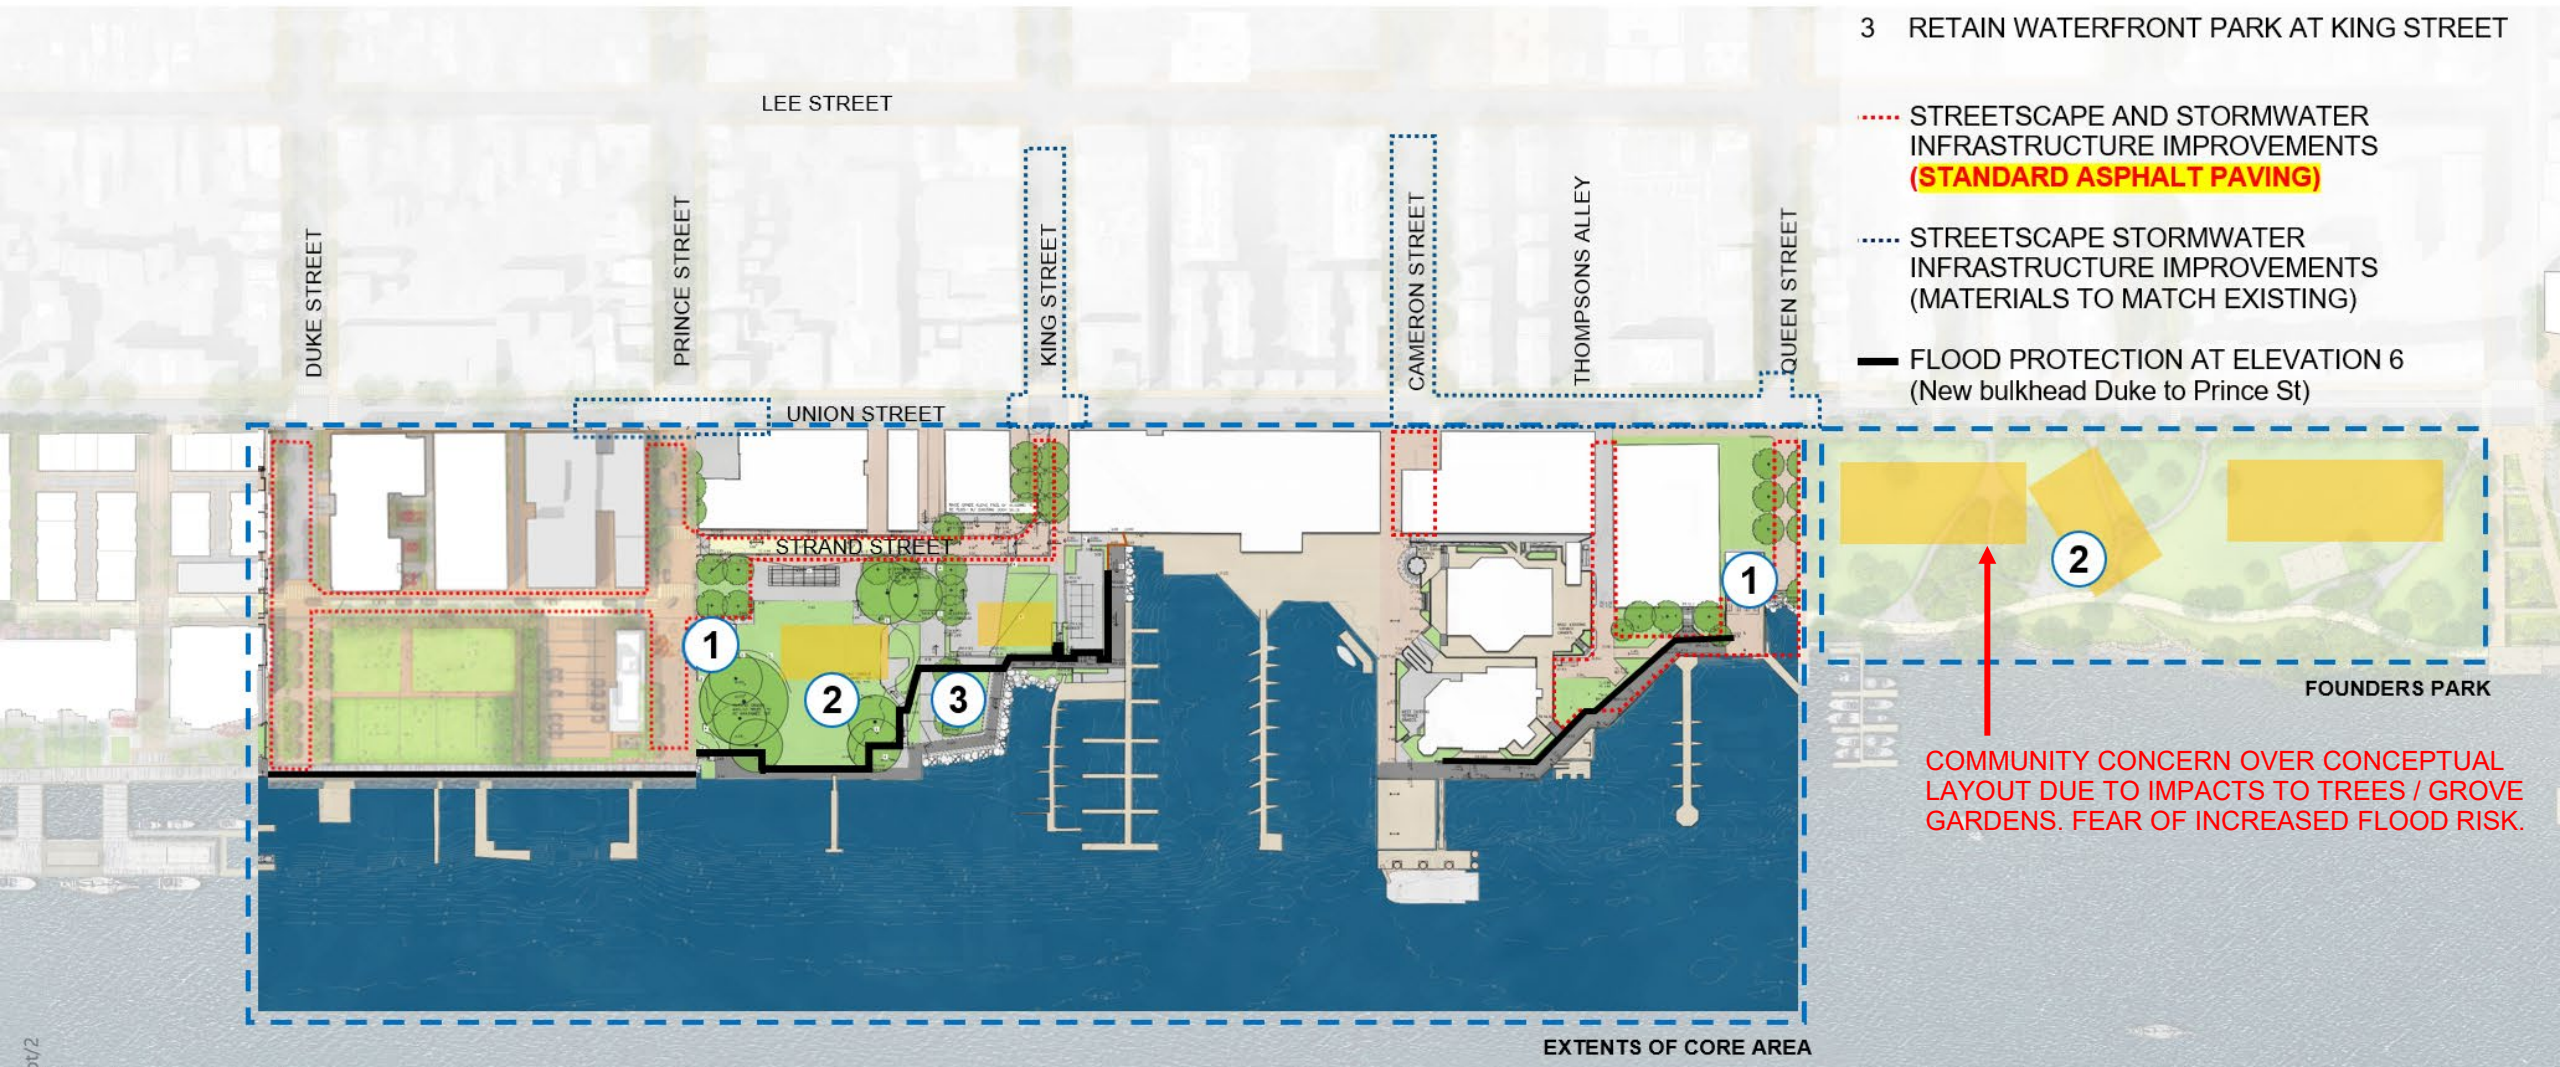 3 RETAIN WATERFRONT PARK AT KING STREET
STREETSCAPE AND STORMWATER
INFRASTRUCTURE IMPROVEMENTS
(STANDARD ASPHALT PAVING)
STREETSCAPE STORMWATER
INFRASTRUCTURE IMPROVEMENTS
(MATERIALS TO MATCH EXISTING)
FLOOD PROTECTION AT ELEVATION 6
(New bulkhead Duke to Prince St)
LEE STREET
DUKE STREET
PRINCE STREET
KING STREET
CAMERON STREET
THOMPSONS ALLEY
QUEEN STREET
UNION STREET
STRAND STREET
1
2
3
1
2
FOUNDERS PARK
COMMUNITY CONCERN OVER CONCEPTUAL
LAYOUT DUE TO IMPACTS TO TREES / GROVE
GARDENS. FEAR OF INCREASED FLOOD RISK.
EXTENTS OF CORE AREA